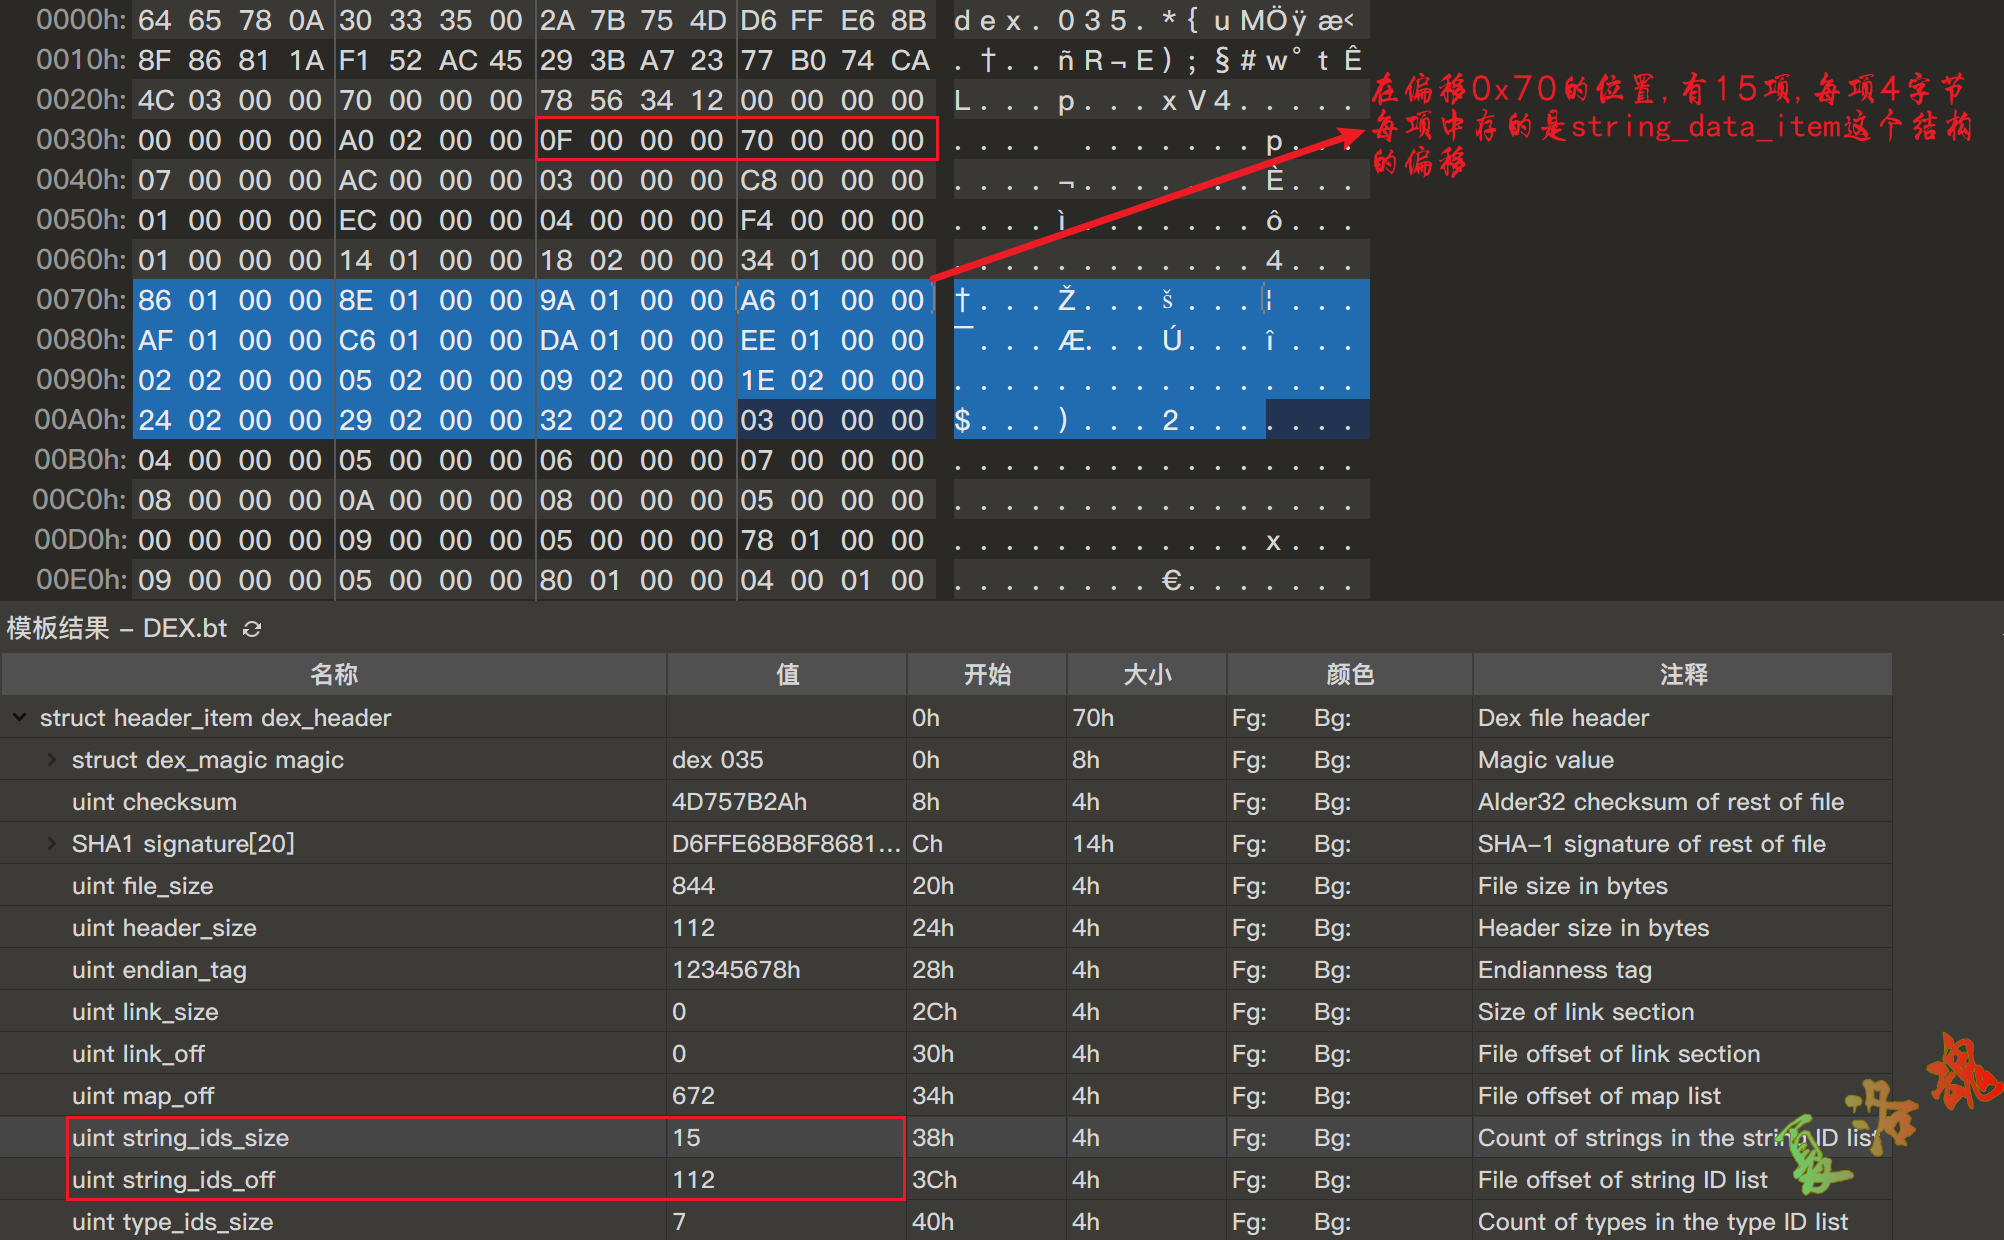 0000h: 64 65 78 0A 30 33 35 00 2A 7B 75 4D D6 FF E6 8B dex.035.*{uMÖÿæ‹
0010h: 8F 86 81 1A F1 52 AC 45 29 3B A7 23 77 B0 74 CA .†..ñR¬E);§#w°tÊ
0020h: 4C 03 00 00 70 00 00 00 78 56 34 12 00 00 00 00 L...p...xV4.....
0030h: 00 00 00 00 A0 02 00 00 0F 00 00 00 70 00 00 00 .... .......p...
0040h: 07 00 00 00 AC 00 00 00 03 00 00 00 C8 00 00 00 ....¬.......È...
0050h: 01 00 00 00 EC 00 00 00 04 00 00 00 F4 00 00 00 ....ì.......ô...
0060h: 01 00 00 00 14 01 00 00 18 02 00 00 34 01 00 00 ............4...
0070h: 86 01 00 00 8E 01 00 00 9A 01 00 00 A6 01 00 00 †...Ž...š...¦...
0080h: AF 01 00 00 C6 01 00 00 DA 01 00 00 EE 01 00 00 ¯...Æ...Ú...î...
0090h: 02 02 00 00 05 02 00 00 09 02 00 00 1E 02 00 00 ................
00A0h: 24 02 00 00 29 02 00 00 32 02 00 00 03 00 00 00 $...)...2.......
00B0h: 04 00 00 00 05 00 00 00 06 00 00 00 07 00 00 00 ................
00C0h: 08 00 00 00 0A 00 00 00 08 00 00 00 05 00 00 00 ................
00D0h: 00 00 00 00 09 00 00 00 05 00 00 00 78 01 00 00 ............x...
00E0h: 09 00 00 00 05 00 00 00 80 01 00 00 04 00 01 00 ........€.......
在偏移0x70的位置,有15项,每项4字节
每项中存的是string_data_item这个结构
的偏移
模板结果 – DEX.bt
名称 值 开始 大小 颜色 注释
struct header_item dex_header 0h 70h Fg: Bg: Dex file header
struct dex_magic magic dex 035 0h 8h Fg: Bg: Magic value
uint checksum 4D757B2Ah 8h 4h Fg: Bg: Alder32 checksum of rest of file
SHA1 signature[20] D6FFE68B8F8681... Ch 14h Fg: Bg: SHA-1 signature of rest of file
uint file_size 844 20h 4h Fg: Bg: File size in bytes
uint header_size 112 24h 4h Fg: Bg: Header size in bytes
uint endian_tag 12345678h 28h 4h Fg: Bg: Endianness tag
uint link_size 0 2Ch 4h Fg: Bg: Size of link section
uint link_off 0 30h 4h Fg: Bg: File offset of link section
uint map_off 672 34h 4h Fg: Bg: File offset of map list
uint string_ids_size 15 38h 4h Fg: Bg: Count of strings in the string ID list
uint string_ids_off 112 3Ch 4h Fg: Bg: File offset of string ID list
uint type_ids_size 7 40h 4h Fg: Bg: Count of types in the type ID list